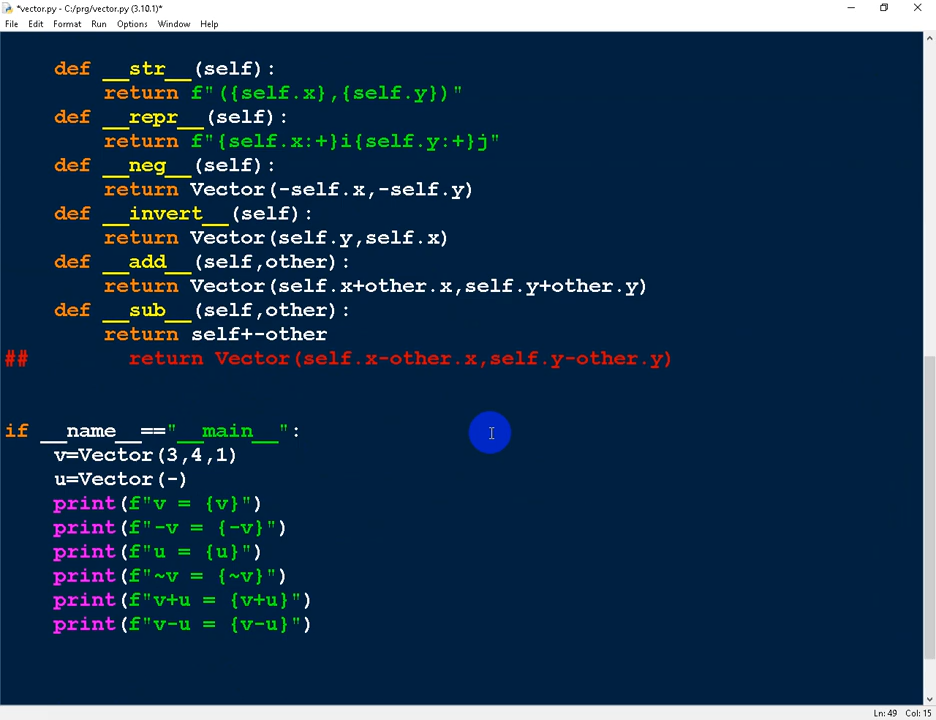 *vector.py - C:/prg/vector.py (3.10.1)*
File Edit Format Run Options Window Help
    def __str__(self):
        return f"({self.x},{self.y})"
    def __repr__(self):
        return f"{self.x:+}i{self.y:+}j"
    def __neg__(self):
        return Vector(-self.x,-self.y)
    def __invert__(self):
        return Vector(self.y,self.x)
    def __add__(self,other):
        return Vector(self.x+other.x,self.y+other.y)
    def __sub__(self,other):
        return self+-other
##        return Vector(self.x-other.x,self.y-other.y)
if __name__=="__main__":
    v=Vector(3,4,1)
    u=Vector(-)
    print(f"v = {v}")
    print(f"-v = {-v}")
    print(f"u = {u}")
    print(f"~v = {~v}")
    print(f"v+u = {v+u}")
    print(f"v-u = {v-u}")
Ln: 49 Col: 15